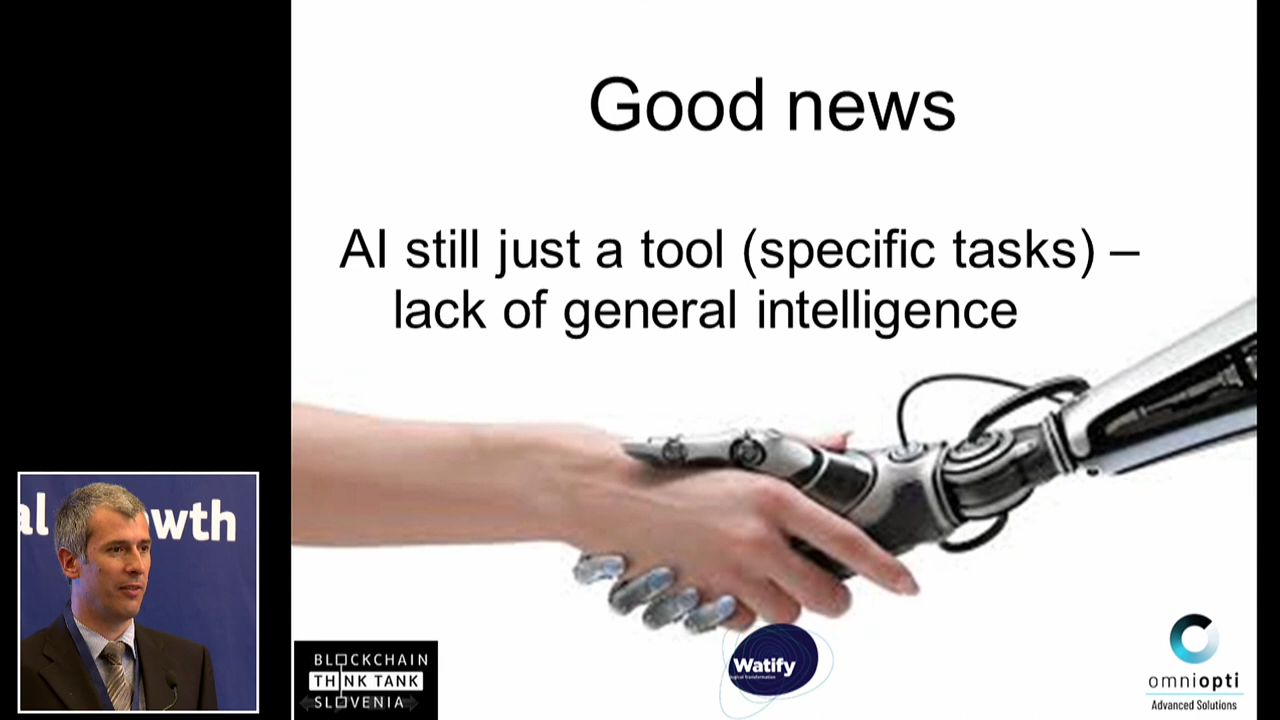 Good news
AI still just a tool (specific tasks) –
lack of general intelligence
al wth
BLOCKCHAIN
THINK TANK
SLOVENIA
Watify
omniopti
Advanced Solutions